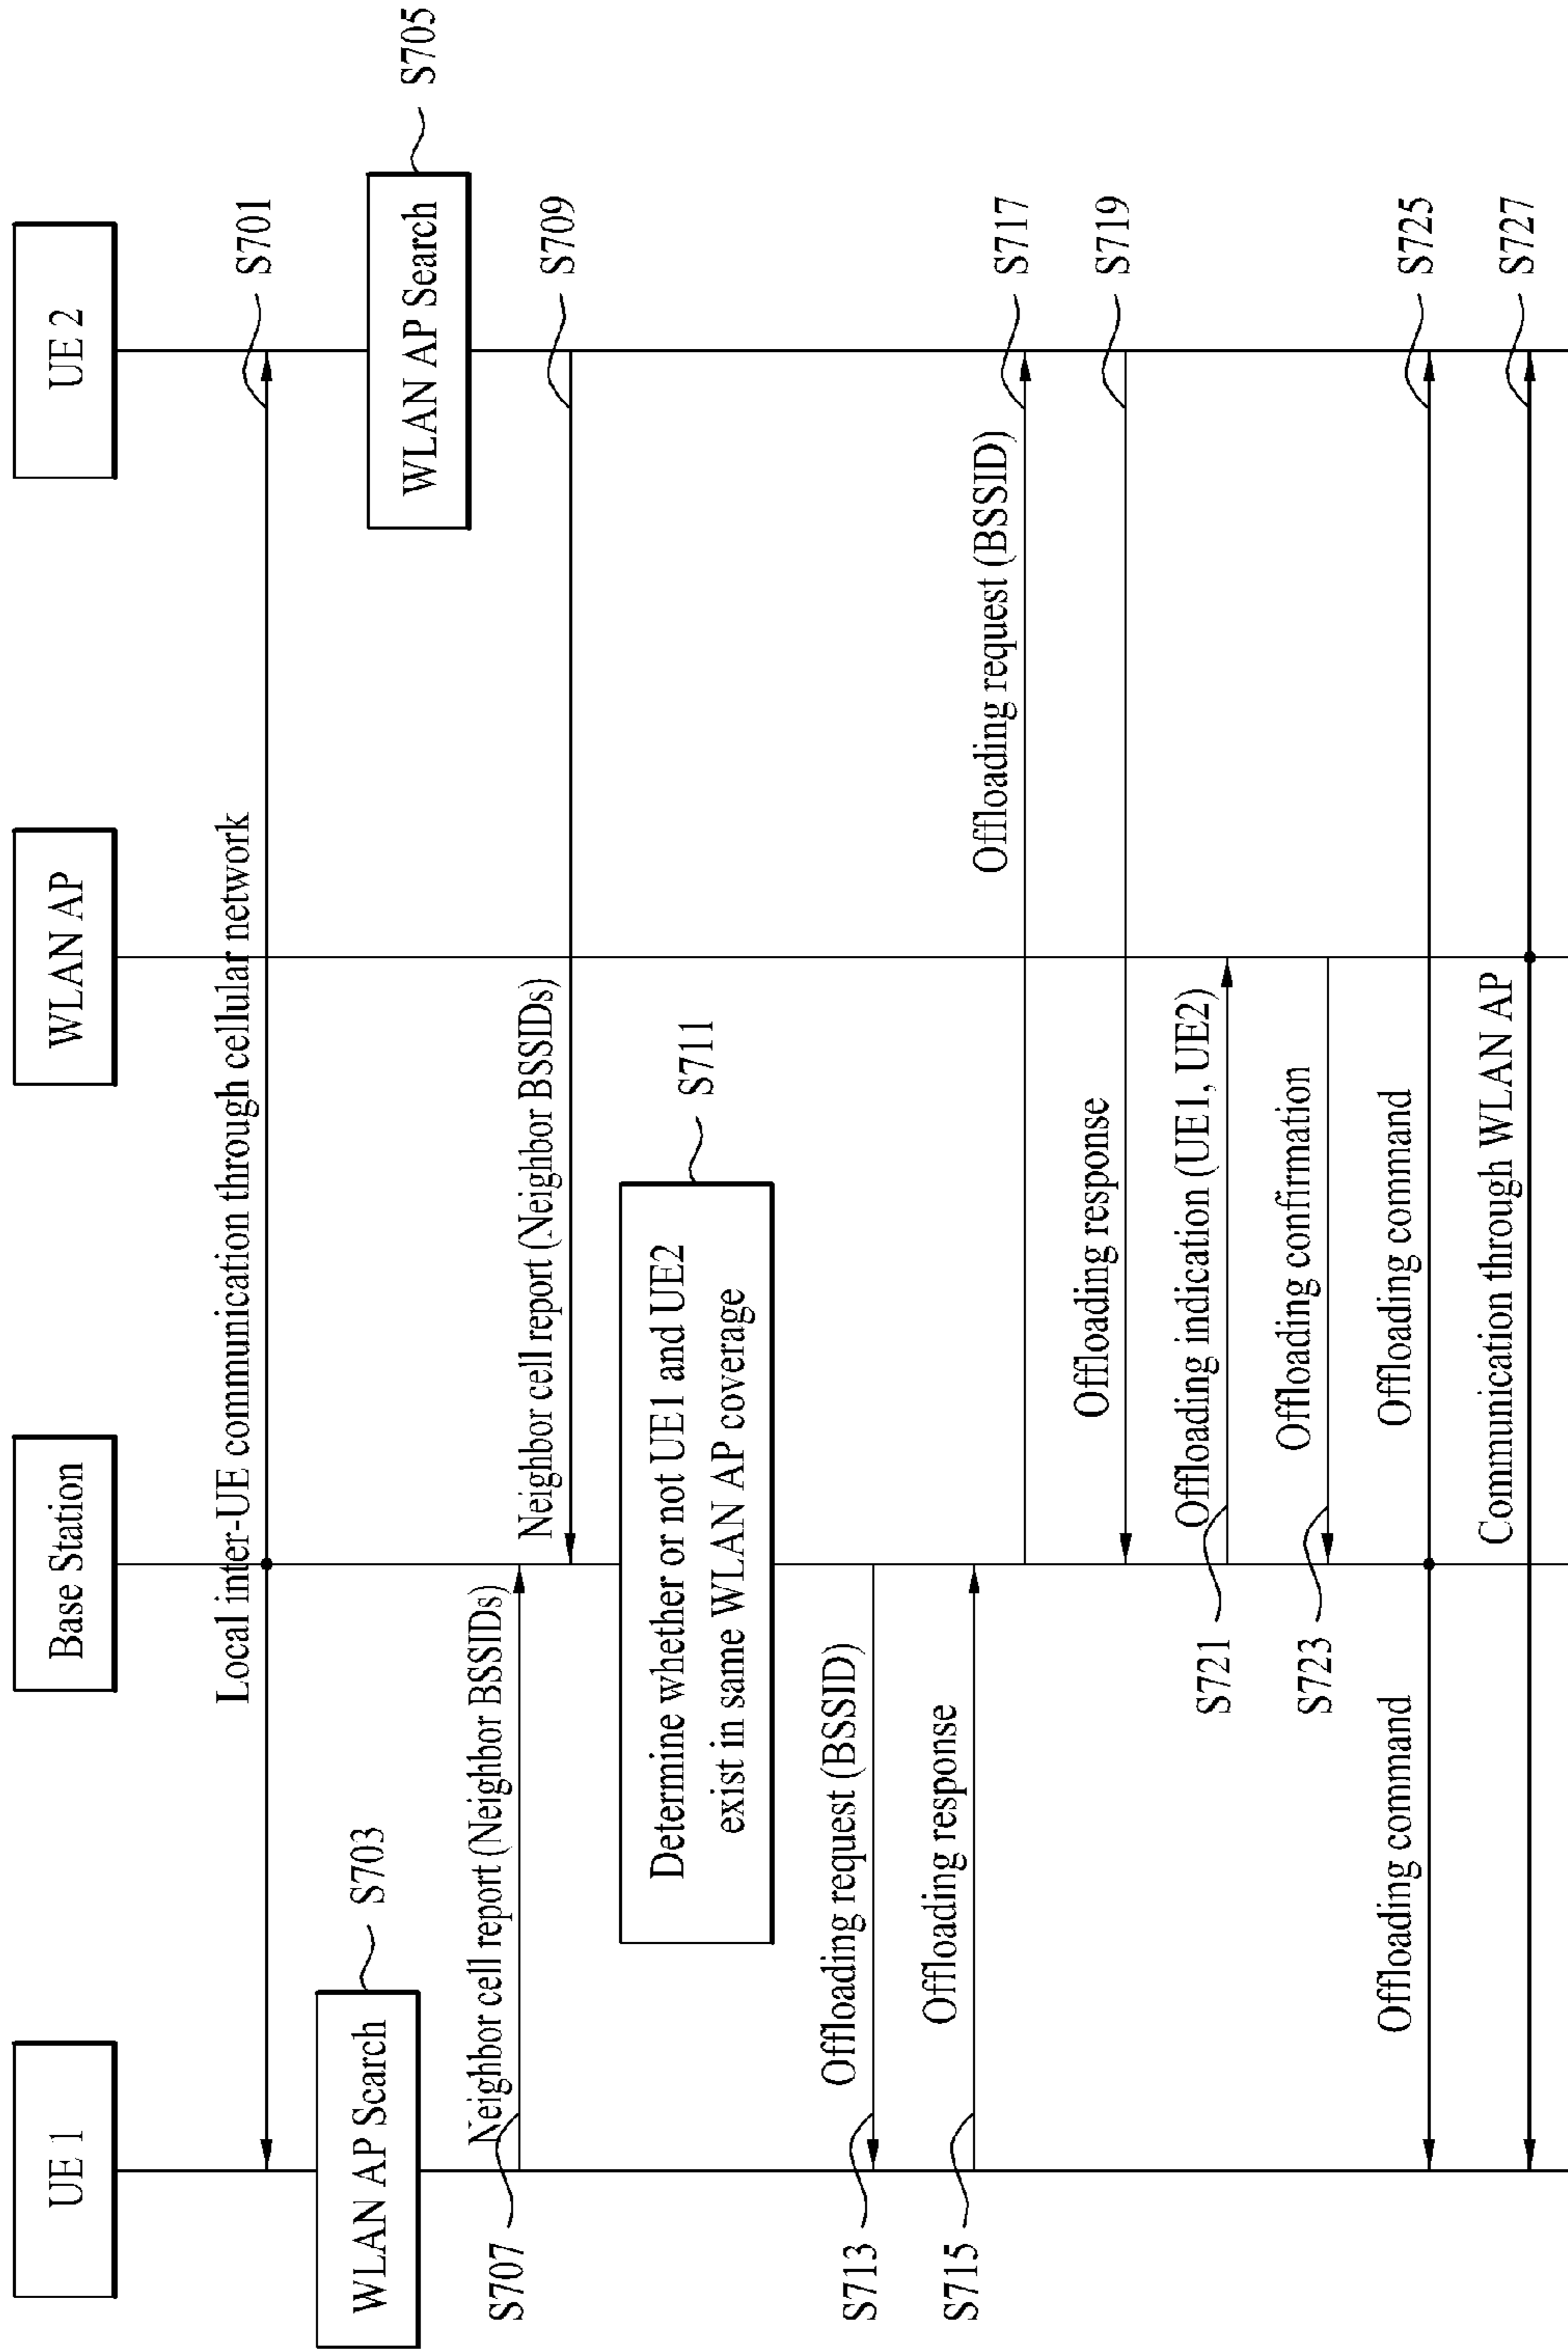 UE 1
Base Station
WLAN AP
UE 2
Local inter-UE communication through cellular network
S701
WLAN AP Search
S703
WLAN AP Search
S705
Neighbor cell report (Neighbor BSSIDs)
S707
Neighbor cell report (Neighbor BSSIDs)
S709
Determine whether or not UE1 and UE2
exist in same WLAN AP coverage
S711
Offloading request (BSSID)
S713
Offloading response
S715
Offloading request (BSSID)
S717
Offloading response
S719
Offloading indication (UE1, UE2)
S721
Offloading confirmation
S723
Offloading command
Offloading command
S725
Communication through WLAN AP
S727